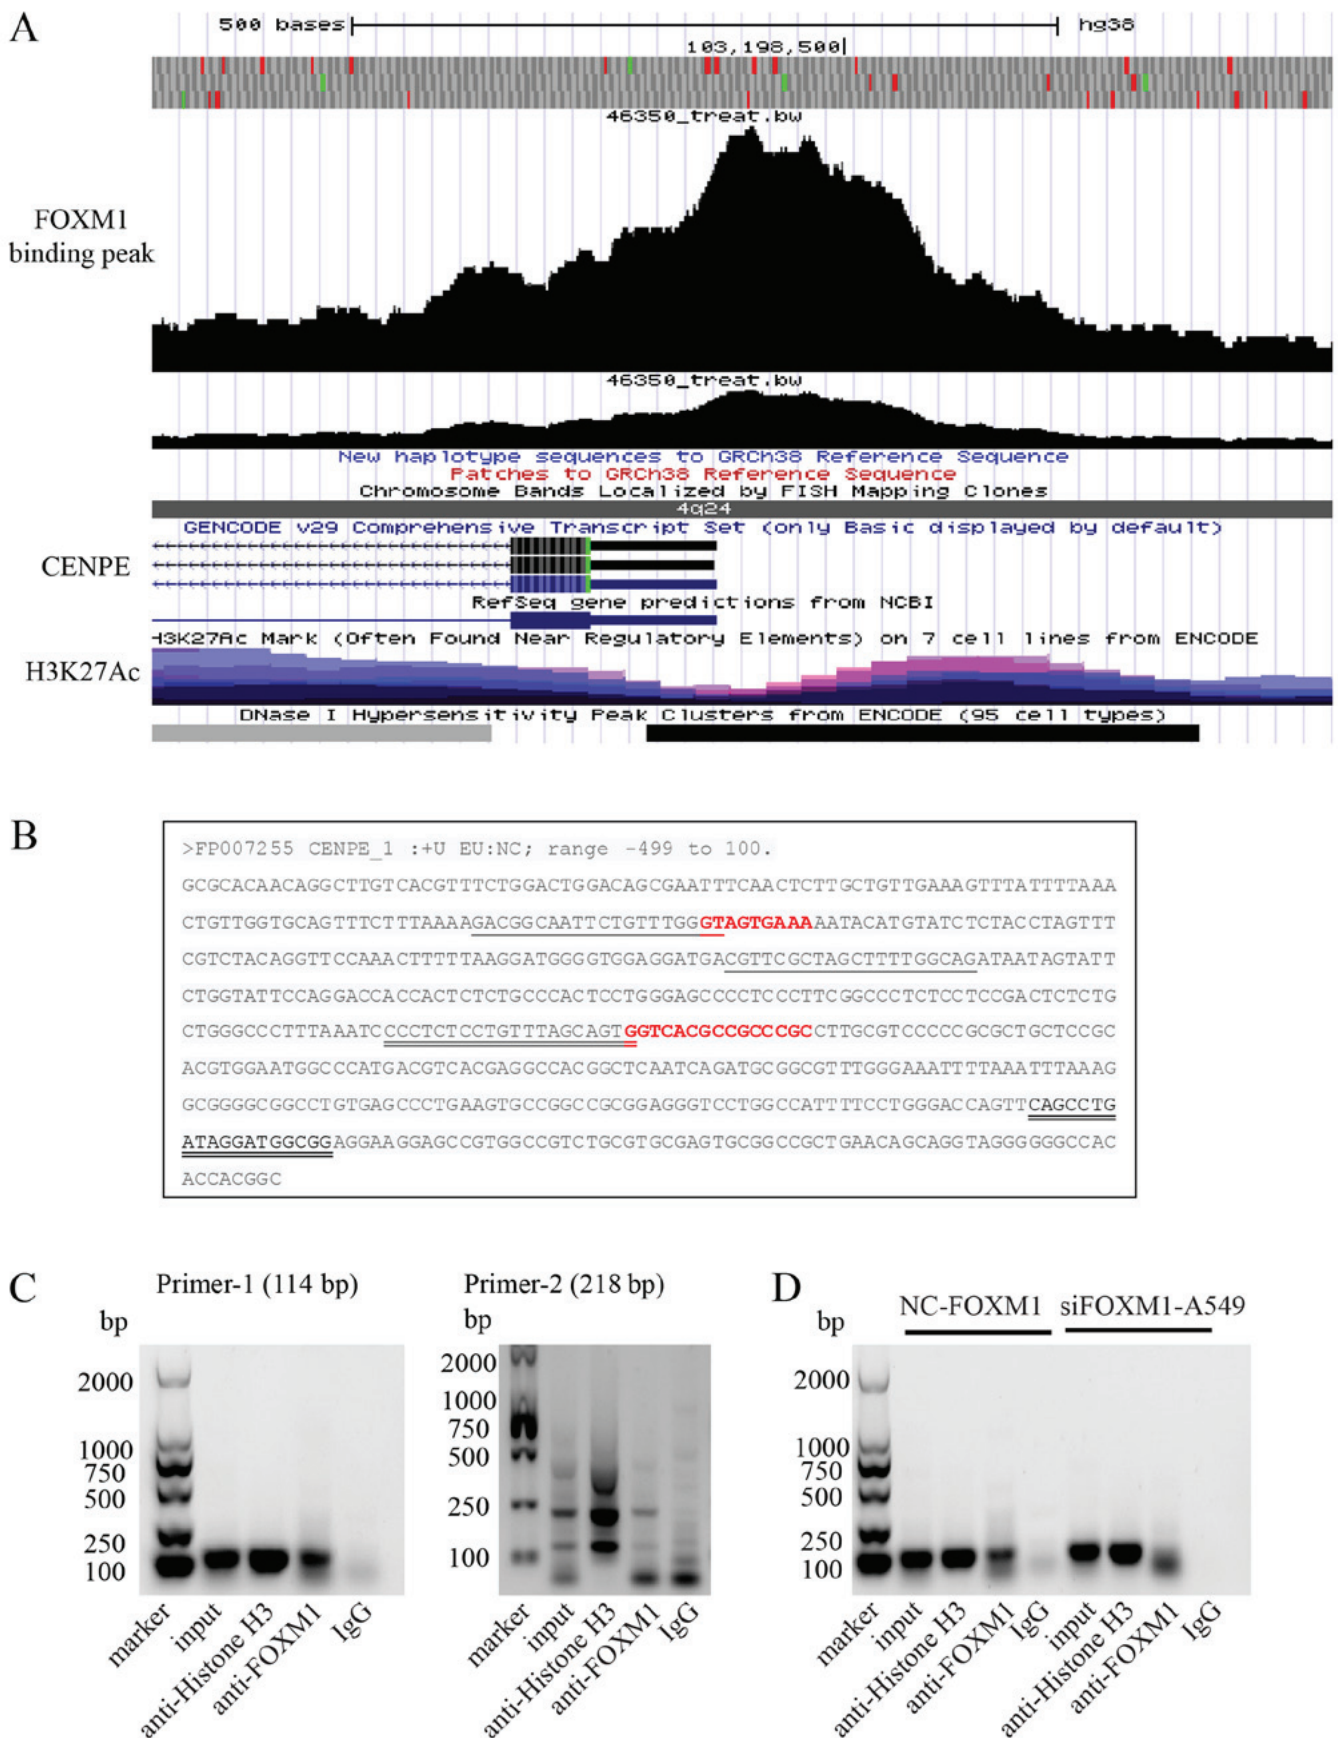 A
500 bases
hg38
103,198,500
46350_treat.bw
FOXM1
binding peak
46350_treat.bw
New haplotype sequences to GRCh38 Reference Sequence
Patches to GRCh38 Reference Sequence
Chromosome Bands Localized by FISH Mapping Clones
4q24
GENCODE v29 Comprehensive Transcript Set (only Basic displayed by default)
CENPE
RefSeq gene predictions from NCBI
H3K27Ac Mark (Often Found Near Regulatory Elements) on 7 cell lines from ENCODE
H3K27Ac
DNase I Hypersensitivity Peak Clusters from ENCODE (95 cell types)
B
>FP007255 CENPE_1 :+U EU:NC; range -499 to 100.
GCGCACAACAGGCTTGTCACGTTTCTGGACTGGACAGCGAATTTCAACTCTTGCTGTTGAAAGTTTATTTTAAA
CTGTTGGTGCAGTTTCTTTAAAAGACGGCAATTCTGTTTGGGTAGTGAAAAATACATGTATCTCTACCTAGTTT
CGTCTACAGGTTCCAAACTTTTTAAGGATGGGGTGGAGGATGACGTTCGCTAGCTTTTGGCAGATAATAGTATT
CTGGTATTCCAGGACCACCACTCTCTGCCCACTCCTGGGAGCCCCTCCCTTCGGCCCTCTCCTCCGACTCTCTG
CTGGGCCCTTTAAATCCCCTCTCCTGTTTAGCAGTGGTCACGCCGCCCGCCTTGCGTCCCCCGCGCTGCTCCGC
ACGTGGAATGGCCCATGACGTCACGAGGCCACGGCTCAATCAGATGCGGCGTTTGGGAAATTTTAAATTTAAAG
GCGGGGCGGCCTGTGAGCCCTGAAGTGCCGGCCGCGGAGGGTCCTGGCCATTTTCCTGGGACCAGTTCAGCCTG
ATAGGATGGCGGAGGAAGGAGCCGTGGCCGTCTGCGTGCGAGTGCGGCCGCTGAACAGCAGGTAGGGGGGCCAC
ACCACGGC
C
Primer-1 (114 bp)
bp
2000
1000
750
500
250
100
marker
input
anti-Histone H3
anti-FOXM1
IgG
Primer-2 (218 bp)
bp
2000
1000
750
500
250
100
marker
input
anti-Histone H3
anti-FOXM1
IgG
D
NC-FOXM1
siFOXM1-A549
bp
2000
1000
750
500
250
100
marker
input
anti-Histone H3
anti-FOXM1
IgG
input
anti-Histone H3
anti-FOXM1
IgG